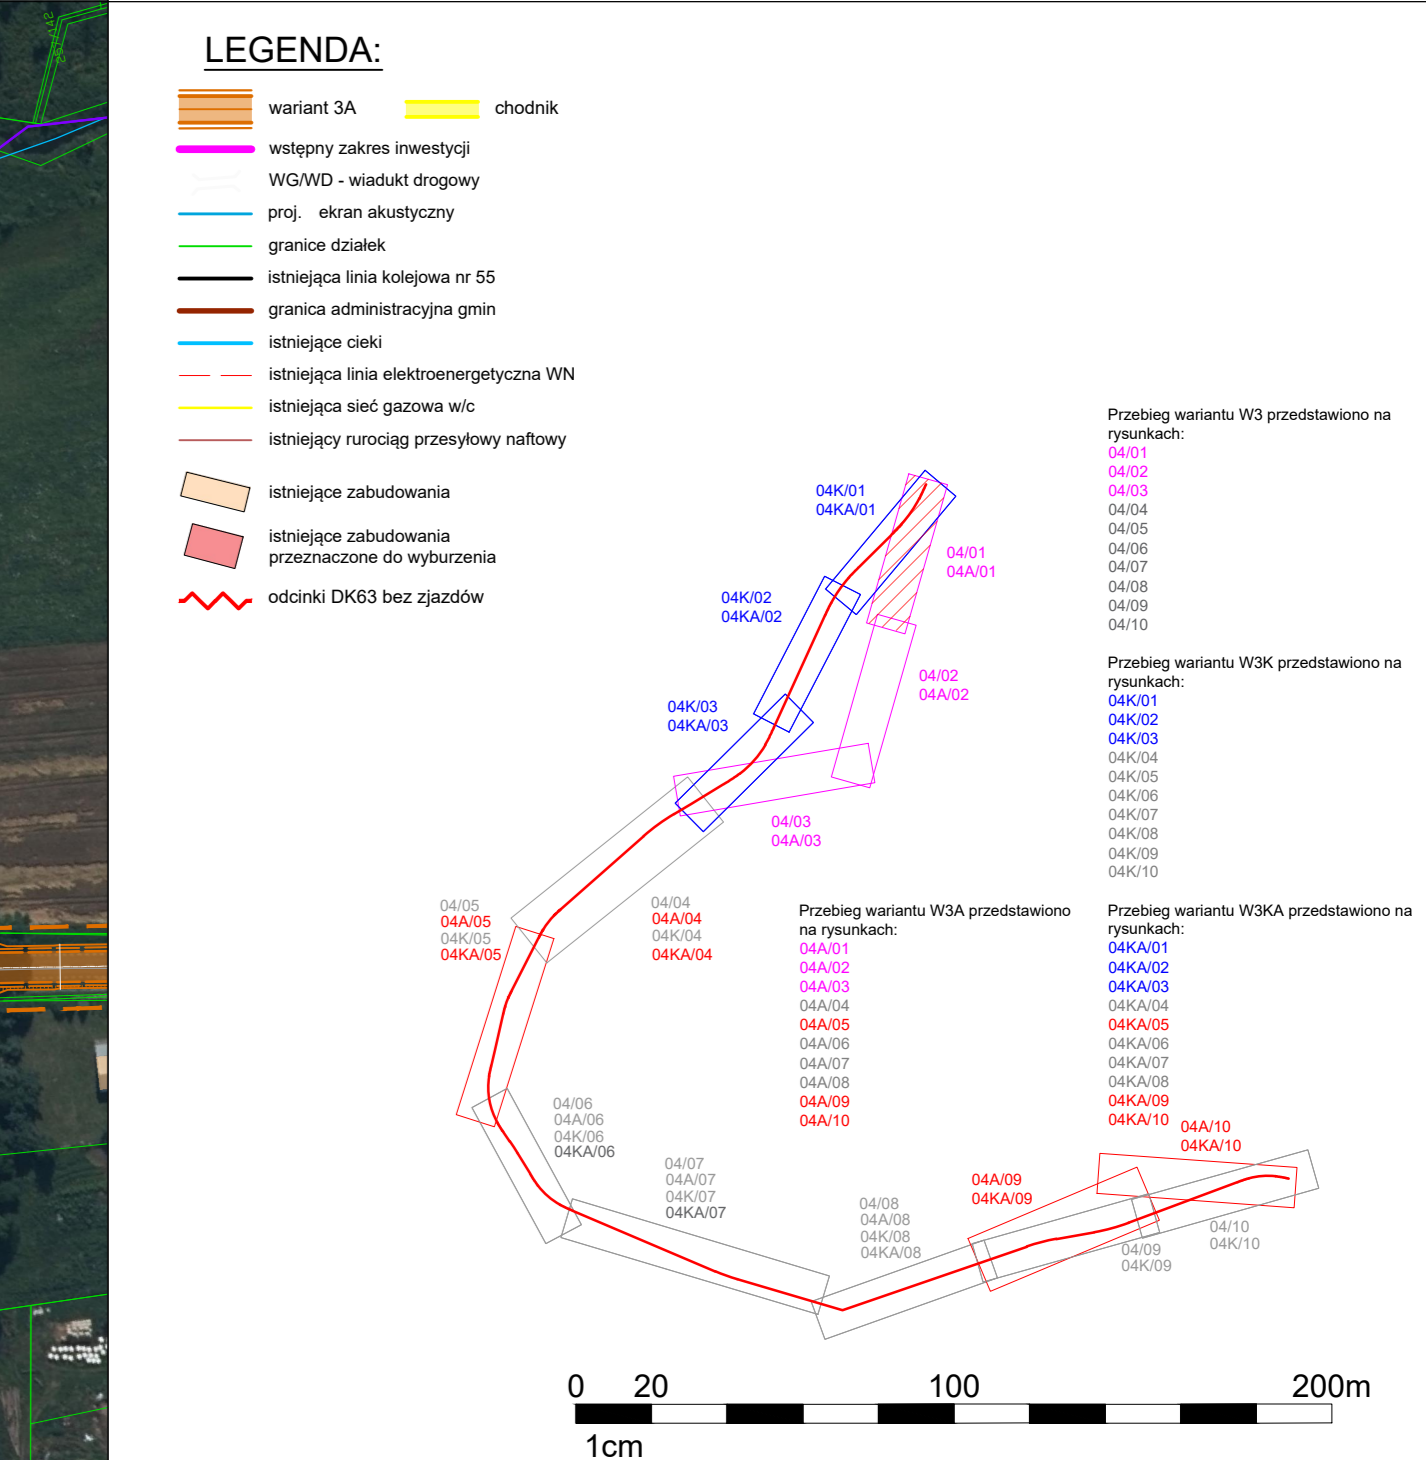 LEGENDA:
wariant 3A
chodnik
wstępny zakres inwestycji
WG/WD - wiadukt drogowy
proj. ekran akustyczny
granice działek
istniejąca linia kolejowa nr 55
granica administracyjna gmin
istniejące cieki
istniejąca linia elektroenergetyczna WN
istniejąca sieć gazowa w/c
istniejący rurociąg przesyłowy naftowy
istniejące zabudowania
istniejące zabudowania
przeznaczone do wyburzenia
odcinki DK63 bez zjazdów
04K/01
04KA/01
04/01
04A/01
04K/02
04KA/02
04/02
04A/02
04K/03
04KA/03
04/03
04A/03
04/05
04A/05
04K/05
04KA/05
04/04
04A/04
04K/04
04KA/04
04/06
04A/06
04K/06
04KA/06
04/07
04A/07
04K/07
04KA/07
04/08
04A/08
04K/08
04KA/08
04A/09
04KA/09
04/09
04K/09
04A/10
04KA/10
04/10
04K/10
Przebieg wariantu W3 przedstawiono na
rysunkach:
04/01
04/02
04/03
04/04
04/05
04/06
04/07
04/08
04/09
04/10
Przebieg wariantu W3K przedstawiono na
rysunkach:
04K/01
04K/02
04K/03
04K/04
04K/05
04K/06
04K/07
04K/08
04K/09
04K/10
Przebieg wariantu W3A przedstawiono
na rysunkach:
04A/01
04A/02
04A/03
04A/04
04A/05
04A/06
04A/07
04A/08
04A/09
04A/10
Przebieg wariantu W3KA przedstawiono na
rysunkach:
04KA/01
04KA/02
04KA/03
04KA/04
04KA/05
04KA/06
04KA/07
04KA/08
04KA/09
04KA/10
0 20 100 200m
1cm